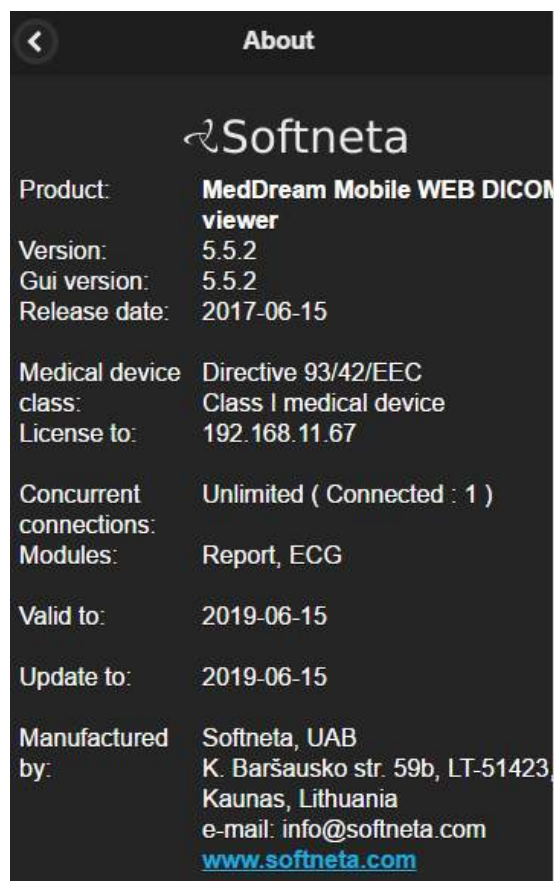 About
Softneta
Product: MedDream Mobile WEB DICOM
viewer
Version: 5.5.2
Gui version: 5.5.2
Release date: 2017-06-15
Medical device Directive 93/42/EEC
class: Class I medical device
License to: 192.168.11.67
Concurrent Unlimited ( Connected : 1 )
connections:
Modules: Report, ECG
Valid to: 2019-06-15
Update to: 2019-06-15
Manufactured Softneta, UAB
by: K. Baršausko str. 59b, LT-51423,
Kaunas, Lithuania
e-mail: info@softneta.com
www.softneta.com